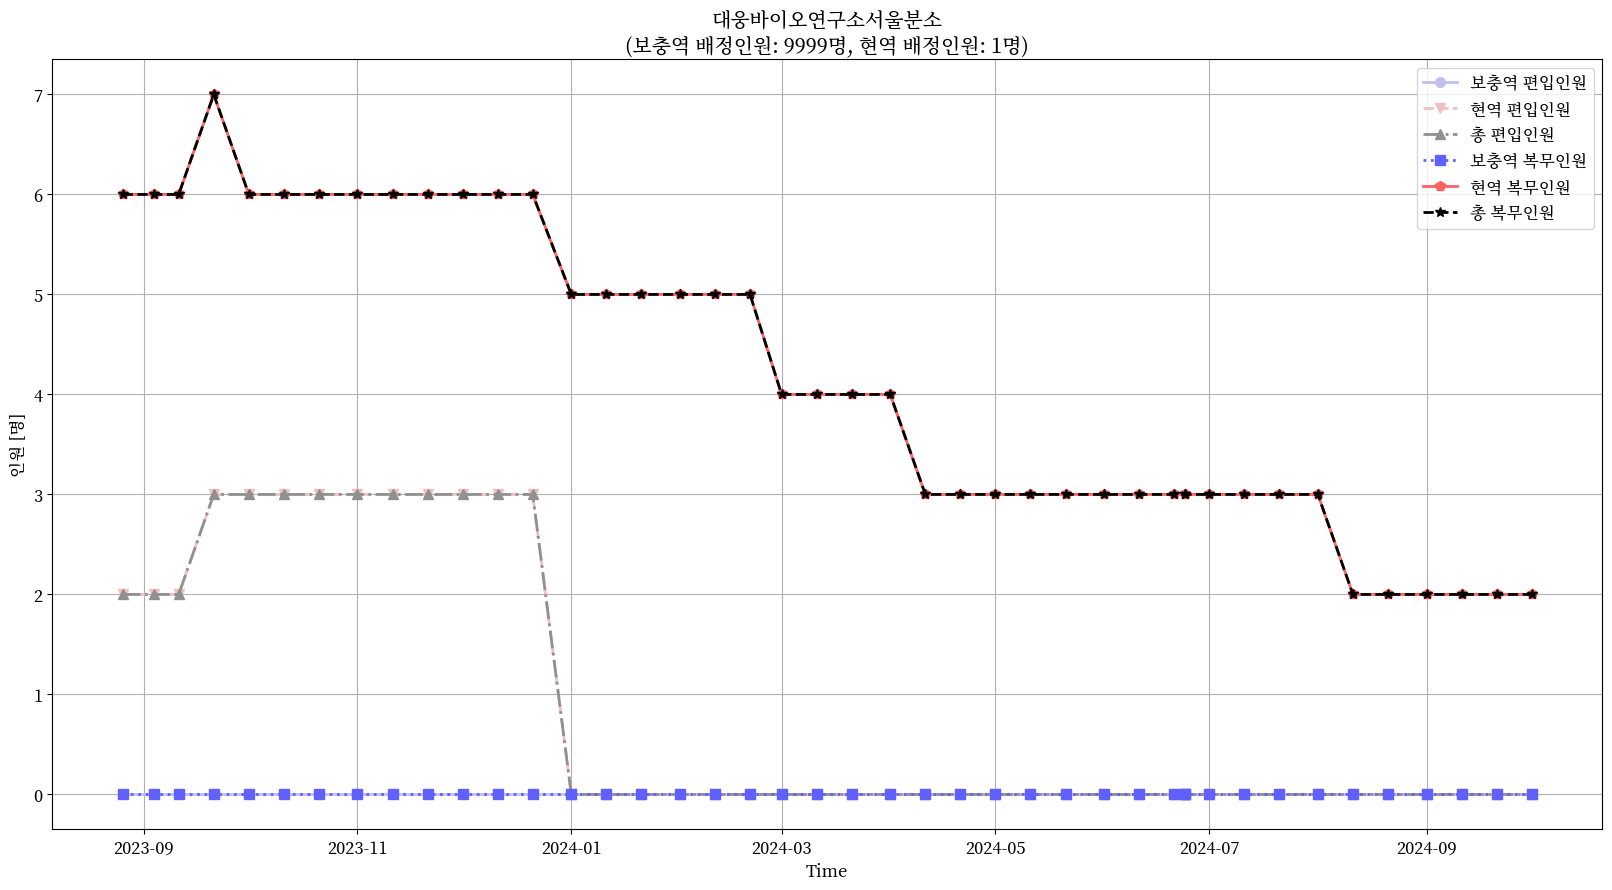 대웅바이오연구소서울분소
(보충역 배정인원: 9999명, 현역 배정인원: 1명)
보충역 편입인원
현역 편입인원
총 편입인원
보충역 복무인원
현역 복무인원
총 복무인원
7
6
5
4
3
2
1
0
인원 [명]
2023-09
2023-11
2024-01
2024-03
2024-05
2024-07
2024-09
Time